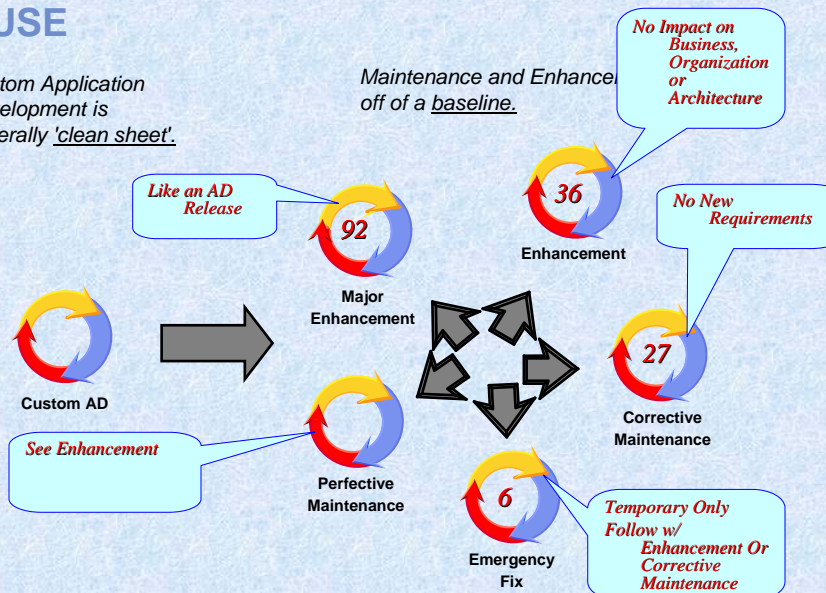 USE
tom Application
elopment is
erally 'clean sheet'.
Maintenance and Enhancei
off of a baseline.
No Impact on
Business,
Organization
or
Architecture
Like an AD
Release
92
Major
Enhancement
36
Enhancement
No New
Requirements
Custom AD
27
Corrective
Maintenance
See Enhancement
Perfective
Maintenance
6
Emergency
Fix
Temporary Only
Follow w/
Enhancement Or
Corrective
Maintenance